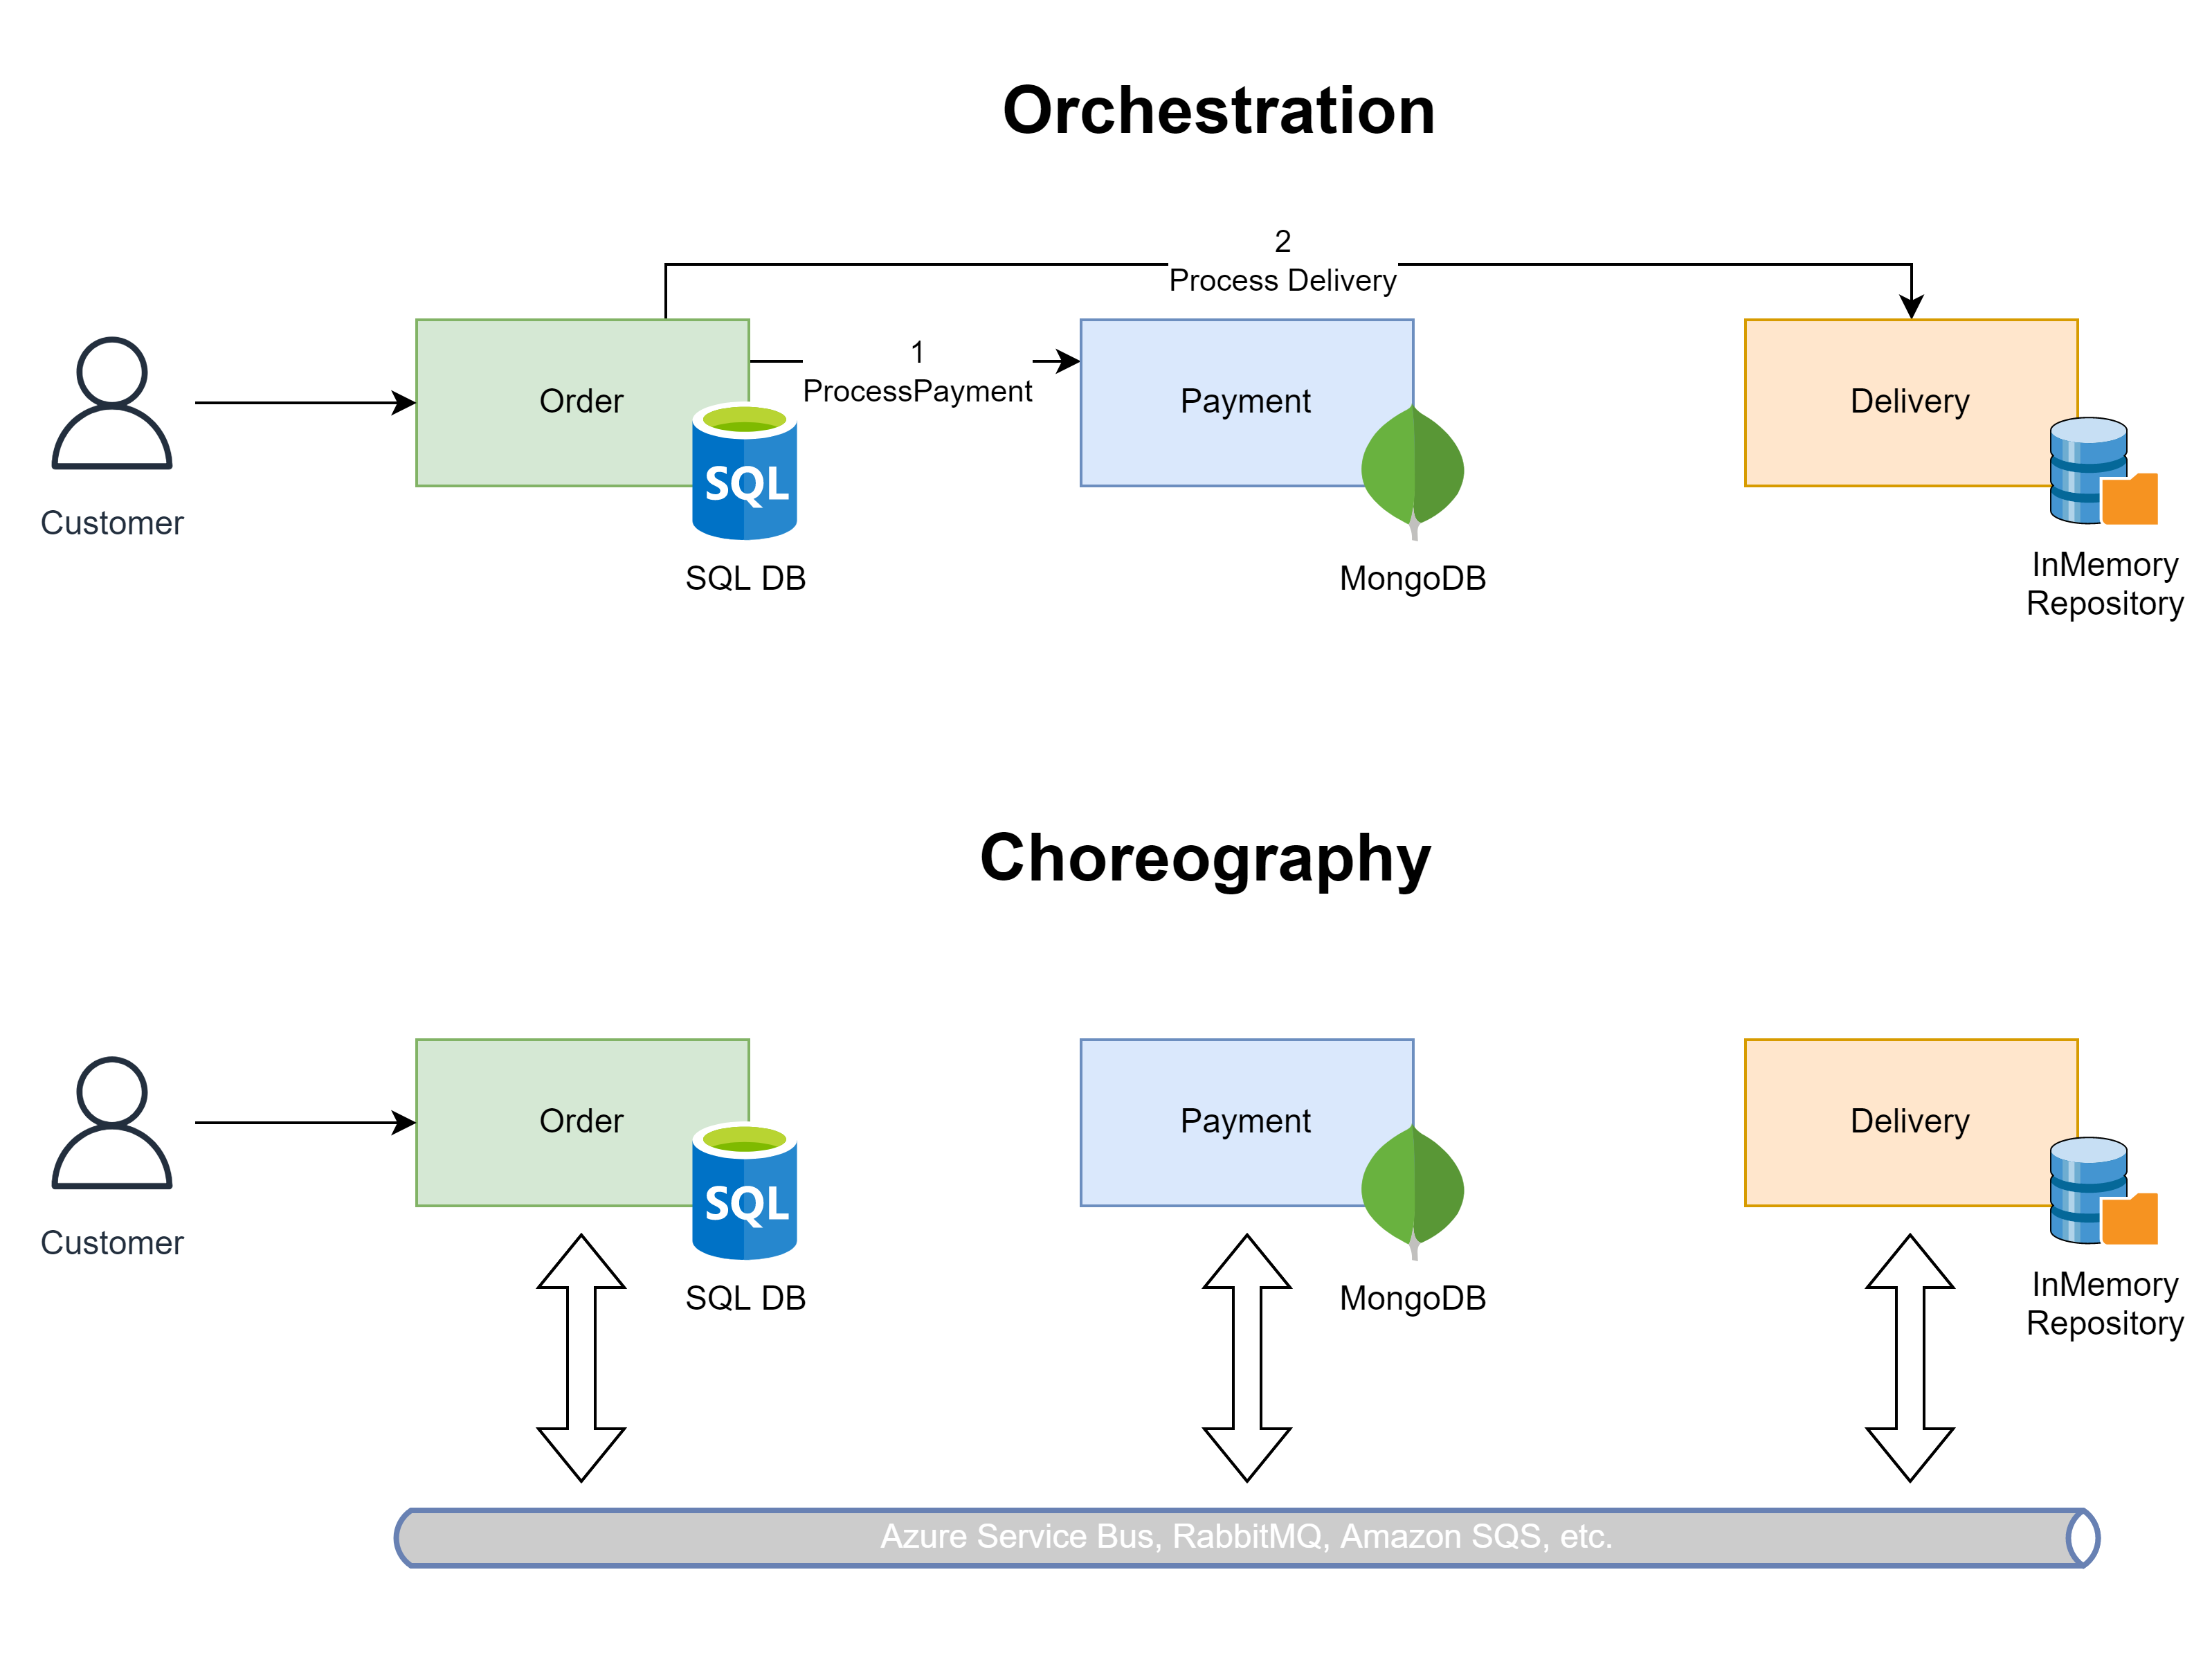 Orchestration
2
Process Delivery
1
ProcessPayment
Order
Payment
Delivery
SQL
Customer
SQL DB
MongoDB
InMemory
Repository
Choreography
Order
Payment
Delivery
SQL
Customer
SQL DB
MongoDB
InMemory
Repository
Azure Service Bus, RabbitMQ, Amazon SQS, etc.